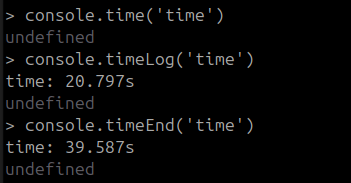 > console.time('time')
undefined
> console.timeLog('time')
time: 20.797s
undefined
> console.timeEnd('time')
time: 39.587s
undefined